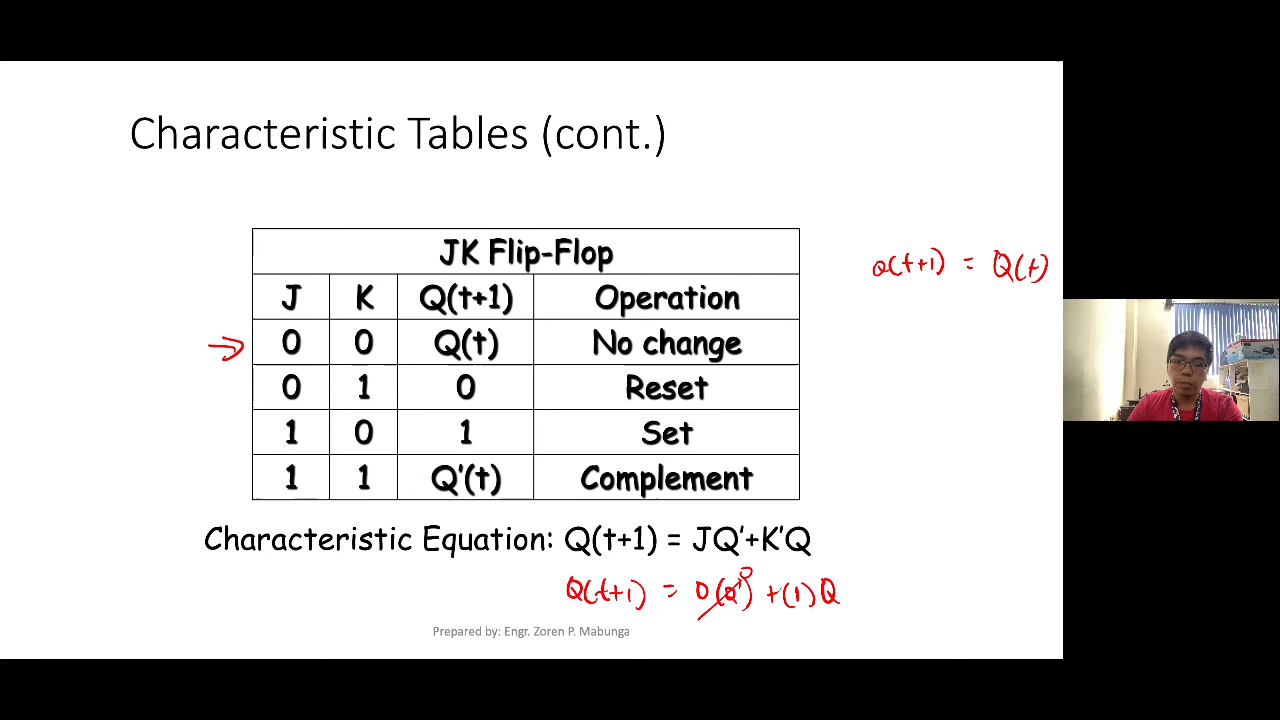 Characteristic Tables (cont.)
JK Flip-Flop
J K Q(t+1) Operation
0 0 Q(t) No change
0 1 0 Reset
1 0 1 Set
1 1 Q'(t) Complement
Q(t+1) = Q(t)
Characteristic Equation: Q(t+1) = JQ'+K'Q
Q(t+1) = 0(Q') 0 +(1)Q
Prepared by: Engr. Zoren P. Mabunga